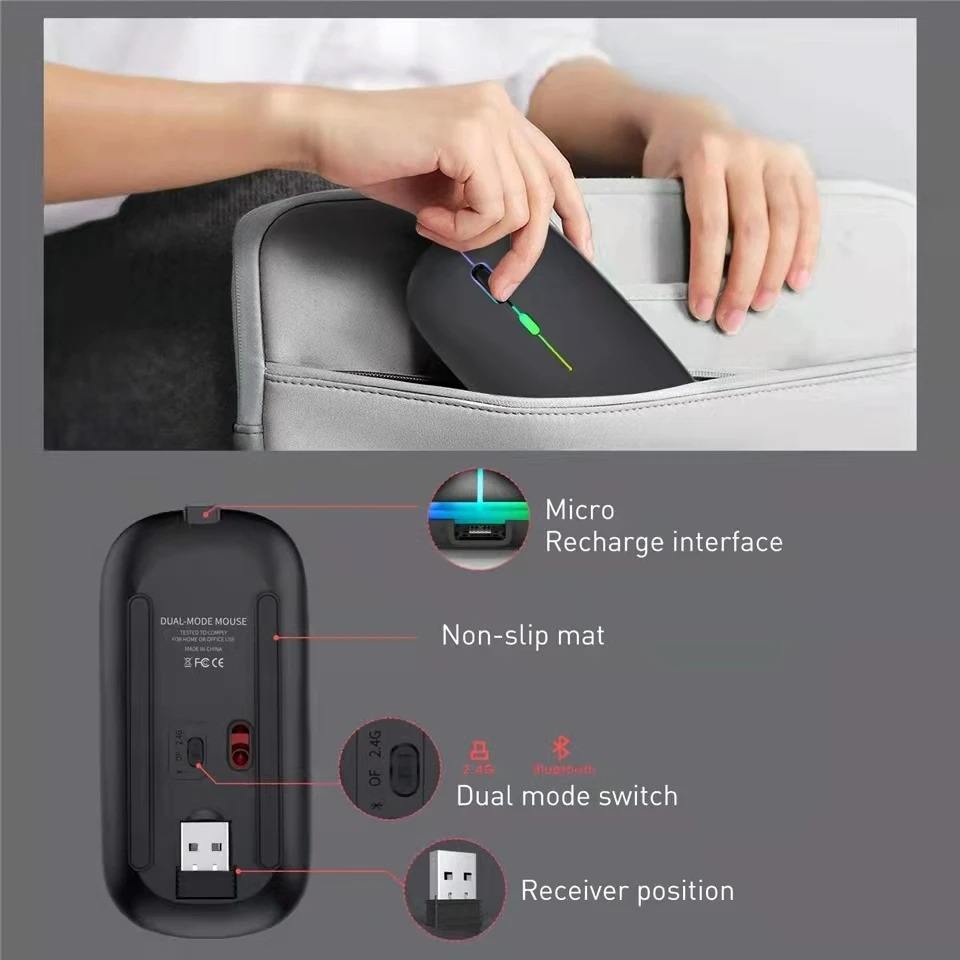 Micro
Recharge interface
DUAL-MODE MOUSE
TESTED TO COMPLY
FOR HOME OR OFFICE USE
MADE IN CHINA
FC CE
Non-slip mat
2.4G
OF
2.4G
OF
2.4G
Bluetooth
Dual mode switch
Receiver position